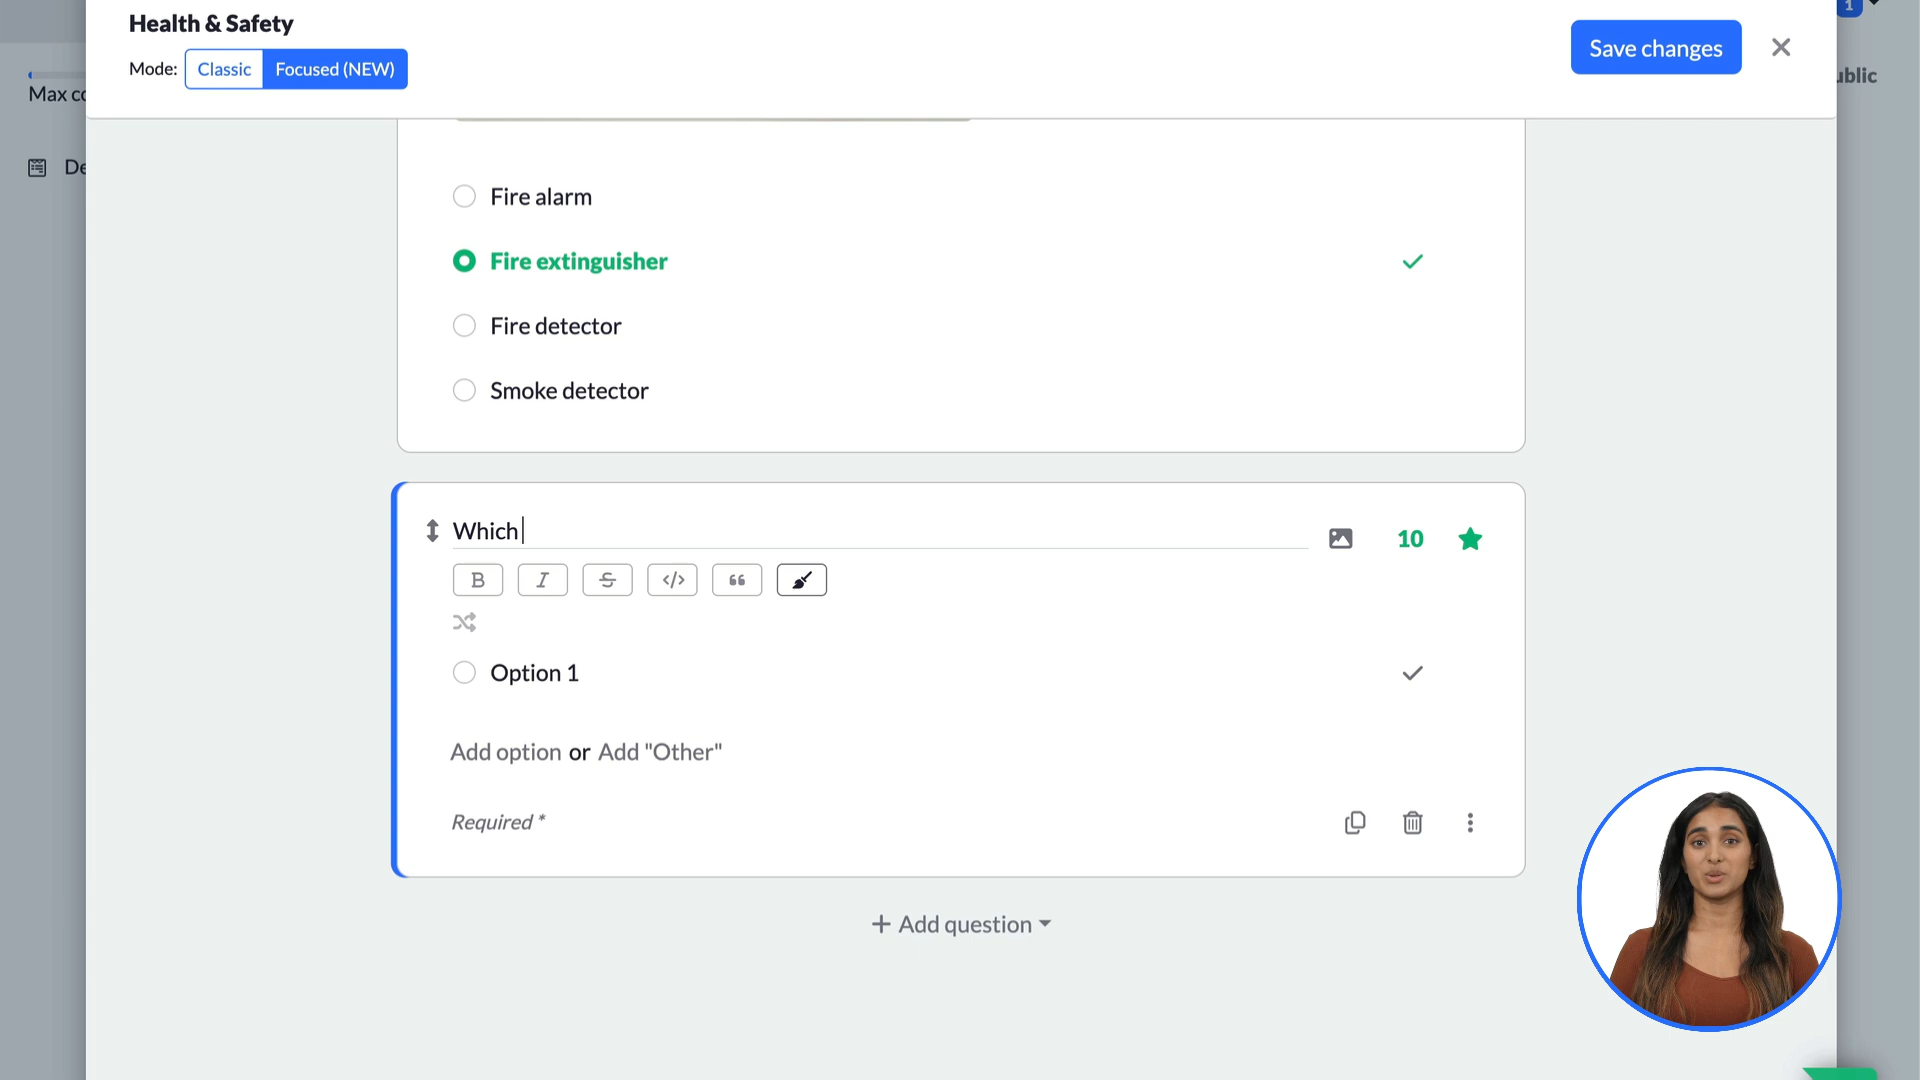 Health & Safety
Mode: Classic Focused (NEW)
Save changes
1
ublic
Max co
De
Fire alarm
Fire extinguisher
Fire detector
Smoke detector
Which
10
B I S </> “
Option 1
Add option or Add "Other"
Required *
+ Add question